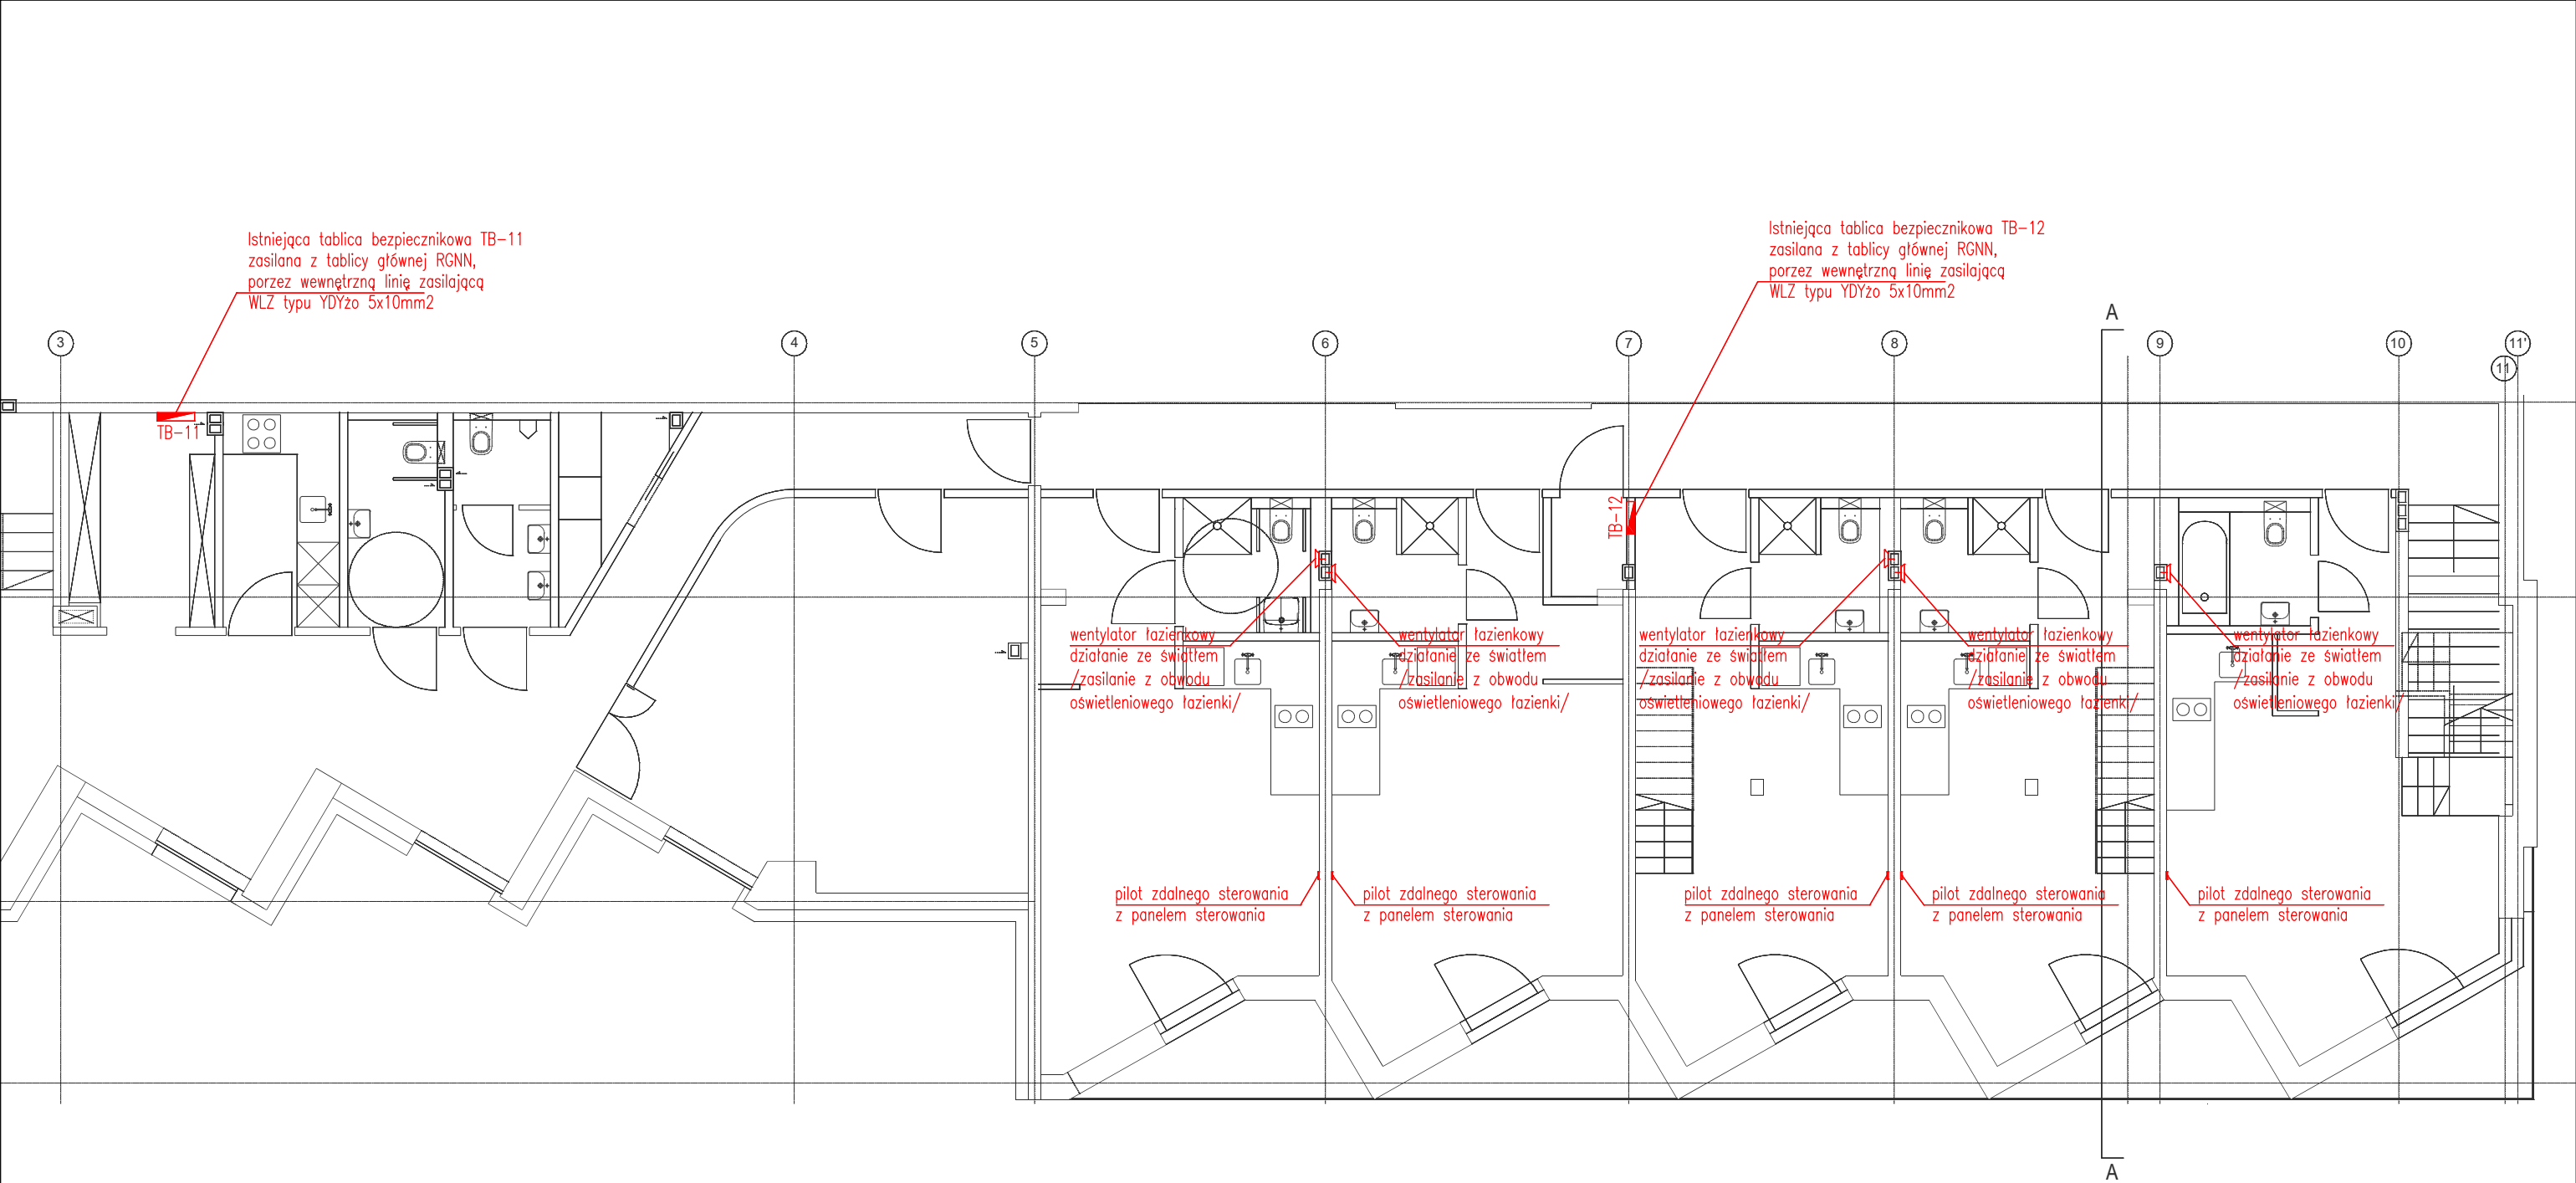 Istniejąca tablica bezpiecznikowa TB-11
zasilana z tablicy głównej RGNN,
porzez wewnętrzną linię zasilającą
WLZ typu YDYżo 5x10mm2
Istniejąca tablica bezpiecznikowa TB-12
zasilana z tablicy głównej RGNN,
porzez wewnętrzną linię zasilającą
WLZ typu YDYżo 5x10mm2
A
3
4
5
6
7
8
9
10
11'
11
TB-11
TB-12
wentylator łazienkowy
działanie ze światłem
/zasilanie z obwodu
oświetleniowego łazienki/
wentylator łazienkowy
działanie ze światłem
/zasilanie z obwodu
oświetleniowego łazienki/
wentylator łazienkowy
działanie ze światłem
/zasilanie z obwodu
oświetleniowego łazienki/
wentylator łazienkowy
działanie ze światłem
/zasilanie z obwodu
oświetleniowego łazienki/
wentylator łazienkowy
działanie ze światłem
/zasilanie z obwodu
oświetleniowego łazienki/
pilot zdalnego sterowania
z panelem sterowania
pilot zdalnego sterowania
z panelem sterowania
pilot zdalnego sterowania
z panelem sterowania
pilot zdalnego sterowania
z panelem sterowania
pilot zdalnego sterowania
z panelem sterowania
A